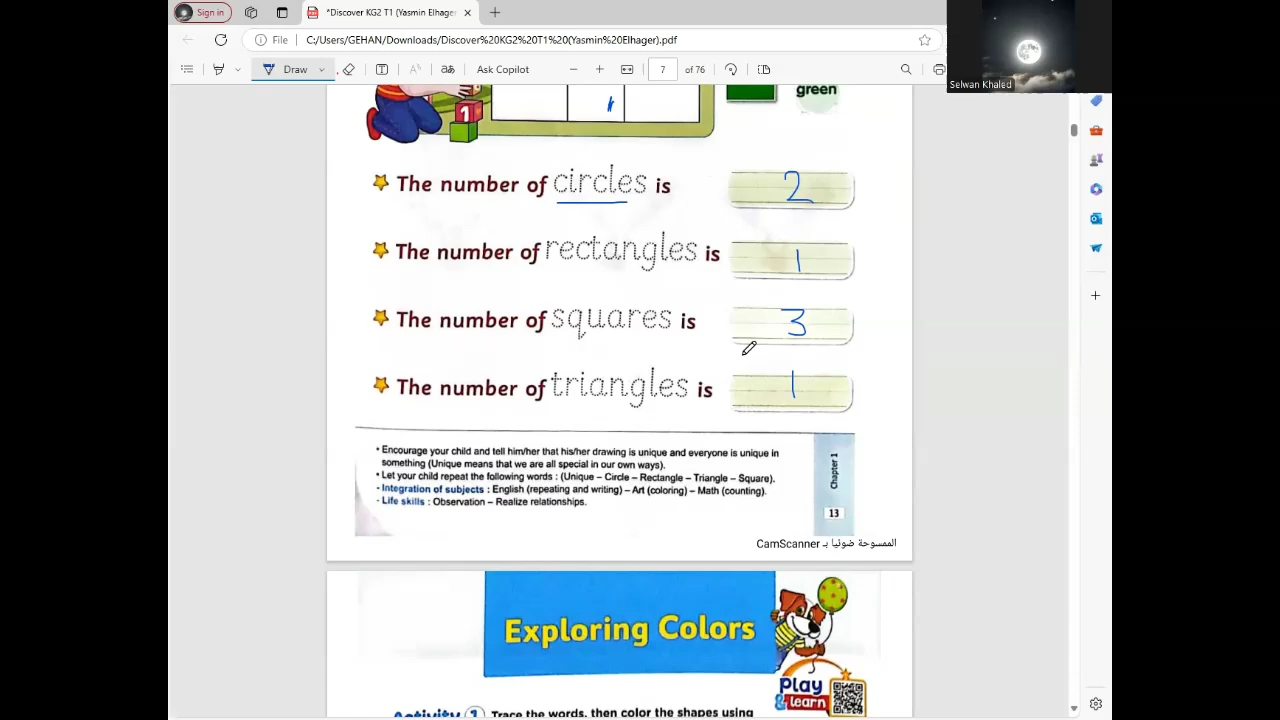 Sign in
*Discover KG2 T1 (Yasmin Elhager
File
C:/Users/GEHAN/Downloads/Discover%20KG2%20T1%20(Yasmin%20Elhager).pdf
Draw
Ask Copilot
7 of 76
Selwan Khaled
1
green
The number of circles is 2
The number of rectangles is 1
The number of squares is 3
The number of triangles is 1
• Encourage your child and tell him/her that his/her drawing is unique and everyone is unique in
something (Unique means that we are all special in our own ways).
• Let your child repeat the following words : (Unique – Circle – Rectangle – Triangle – Square).
• Integration of subjects : English (repeating and writing) – Art (coloring) – Math (counting).
• Life skills : Observation – Realize relationships.
Chapter 1
13
الممسوحة ضوئيا بـ CamScanner
Exploring Colors
Play
& learn
Activity 1 Trace the words, then color the shapes using